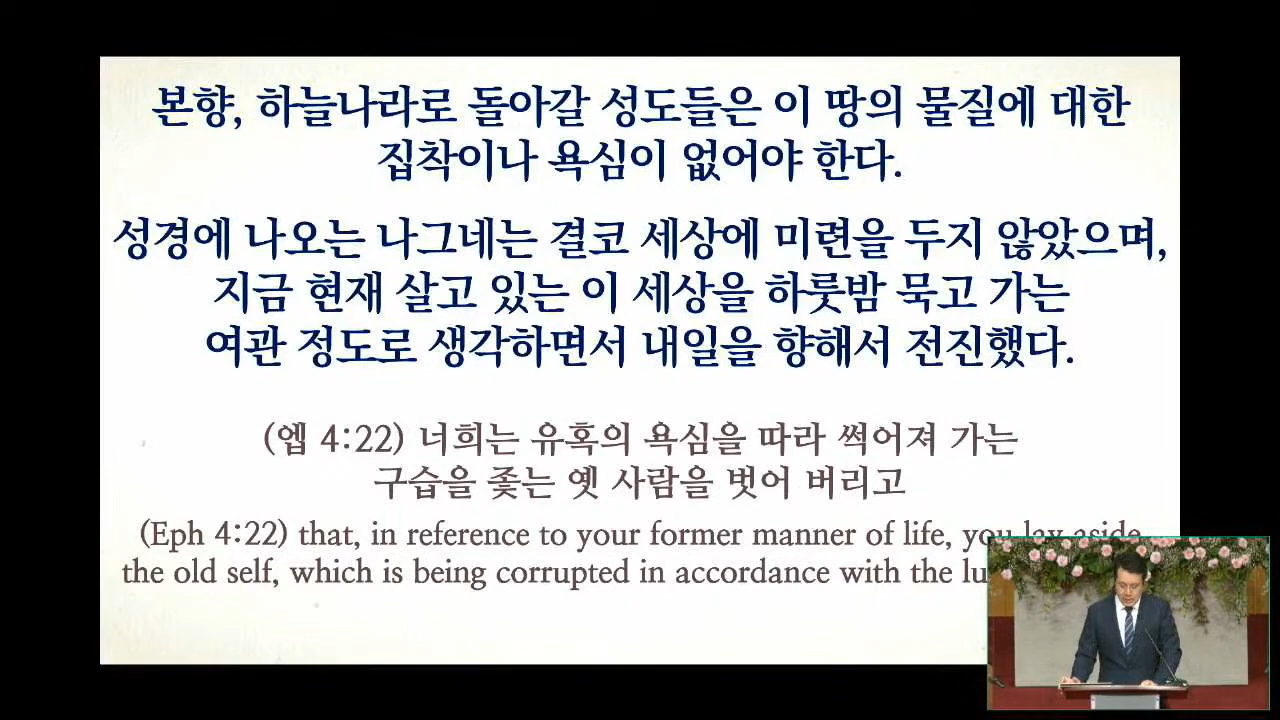 본향, 하늘나라로 돌아갈 성도들은 이 땅의 물질에 대한
집착이나 욕심이 없어야 한다.
성경에 나오는 나그네는 결코 세상에 미련을 두지 않았으며,
지금 현재 살고 있는 이 세상을 하룻밤 묵고 가는
여관 정도로 생각하면서 내일을 향해서 전진했다.
(엡 4:22) 너희는 유혹의 욕심을 따라 썩어져 가는
구습을 좇는 옛 사람을 벗어 버리고
(Eph 4:22) that, in reference to your former manner of life, you lay aside
the old self, which is being corrupted in accordance with the